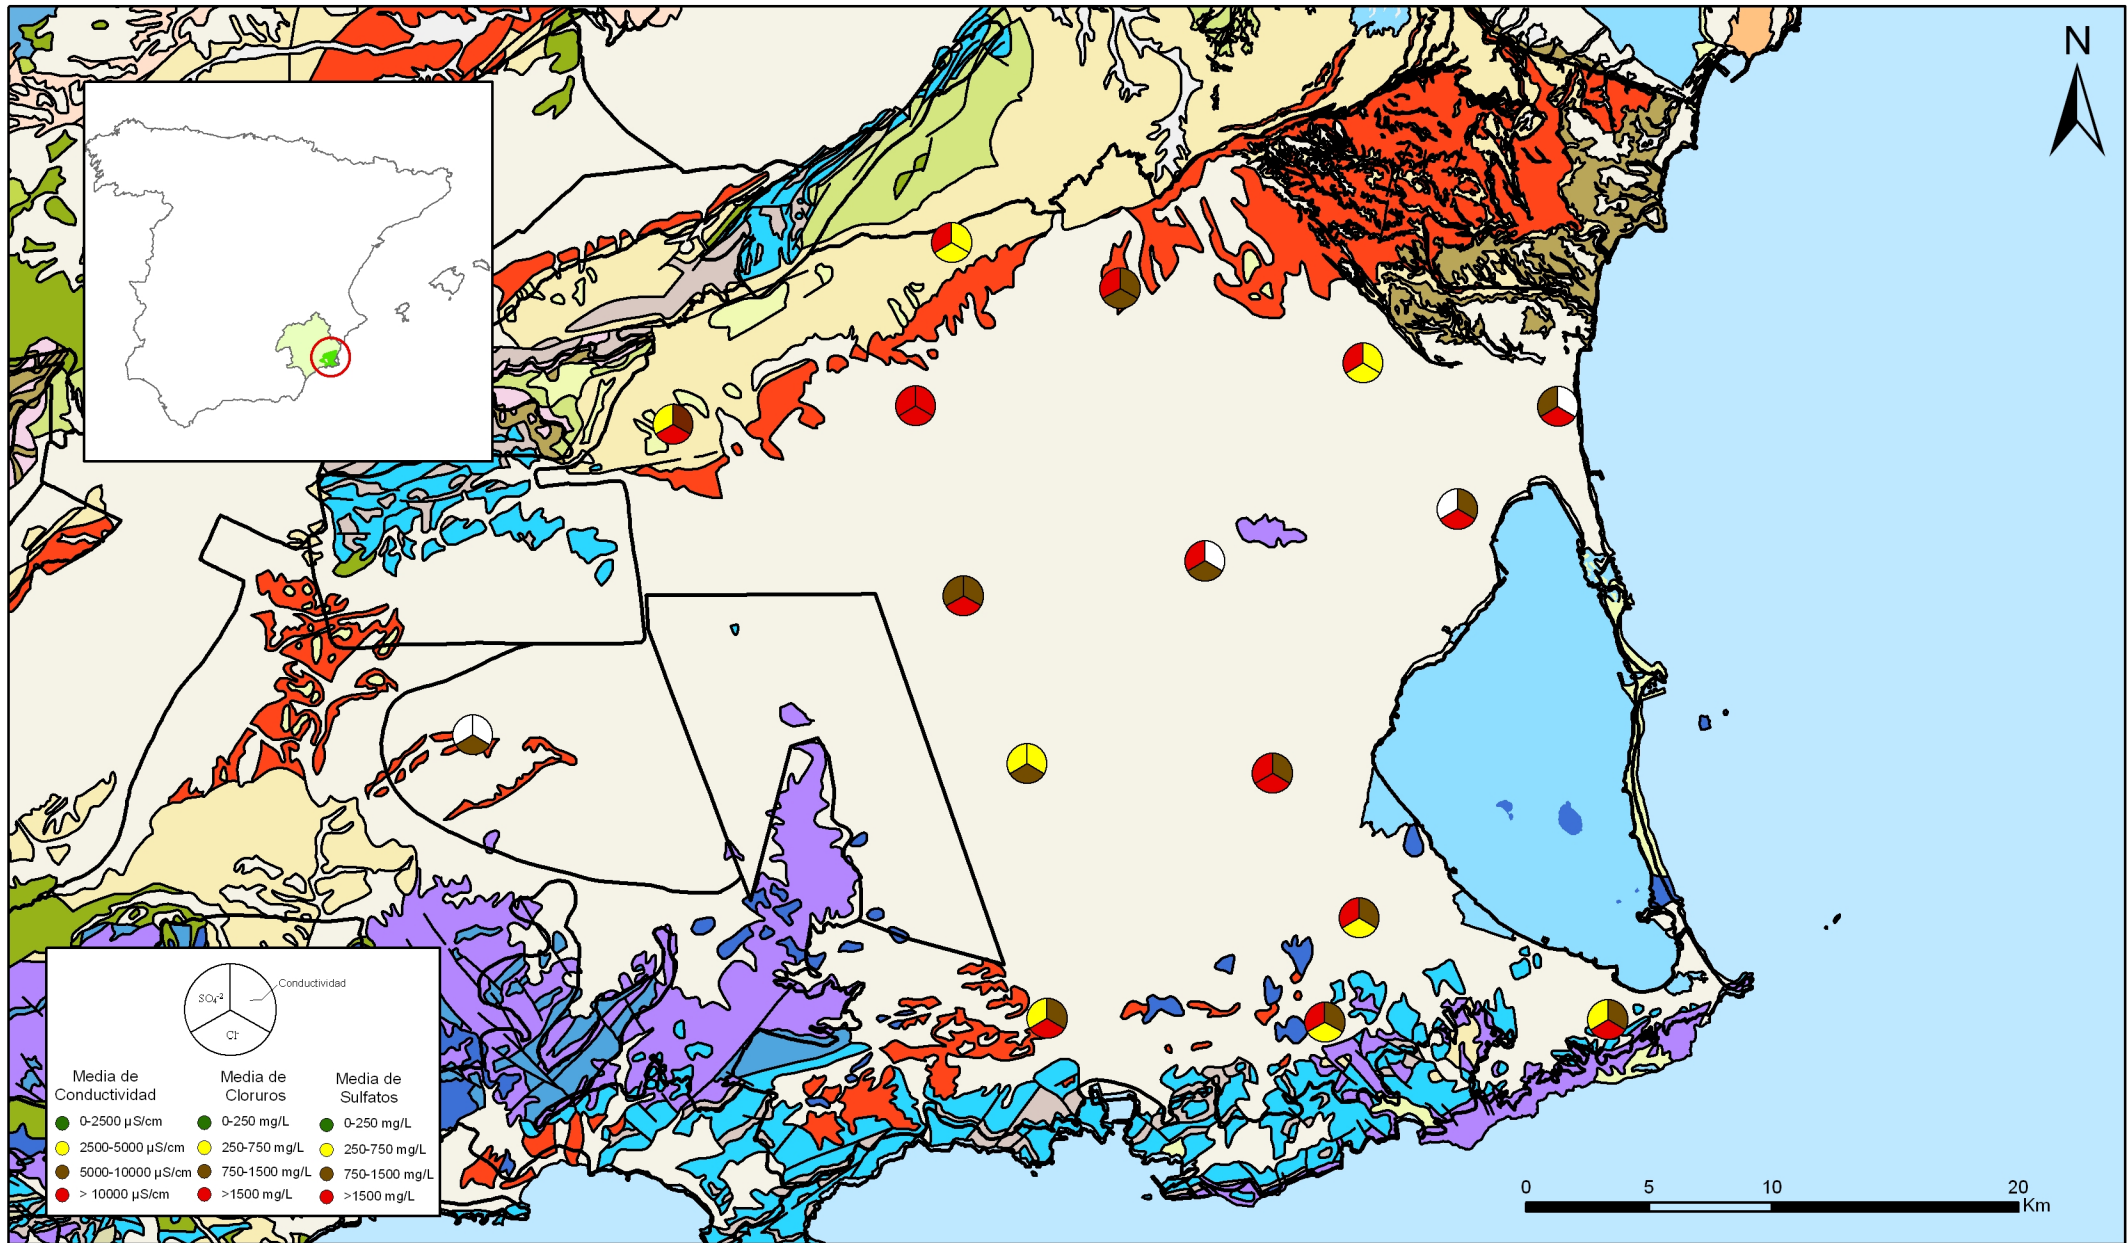 N
SO₄⁻²
Conductividad
Cl⁻
Media de
Conductividad
0-2500 µS/cm
2500-5000 µS/cm
5000-10000 µS/cm
> 10000 µS/cm
Media de
Cloruros
0-250 mg/L
250-750 mg/L
750-1500 mg/L
>1500 mg/L
Media de
Sulfatos
0-250 mg/L
250-750 mg/L
750-1500 mg/L
>1500 mg/L
0 5 10 20
Km